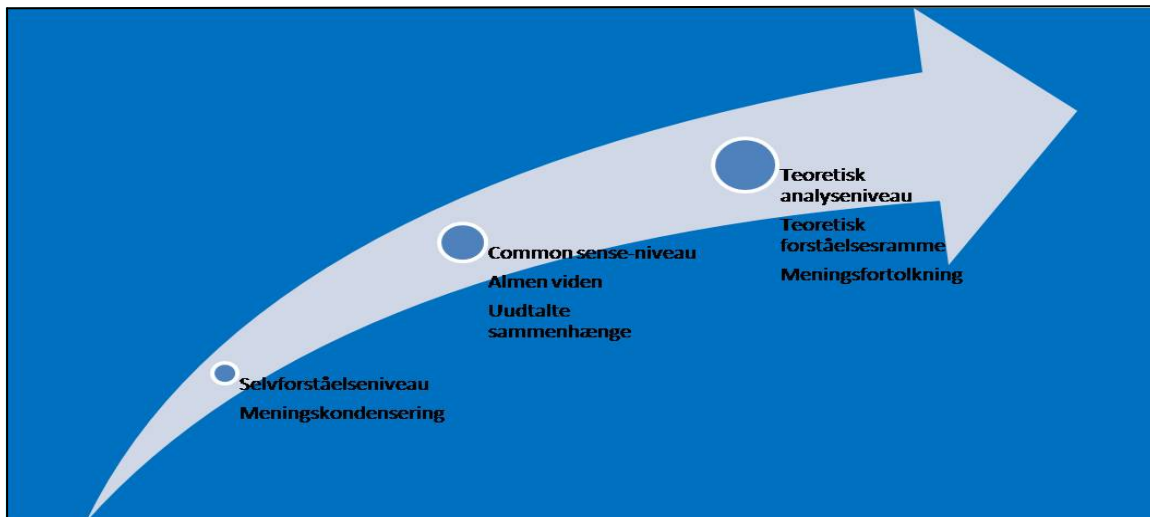 Teoretisk
analyseniveau
Teoretisk
forståelsesramme
Meningsfortolkning
Common sense-niveau
Almen viden
Uudtalte
sammenhænge
Selvforståelseniveau
Meningskondensering